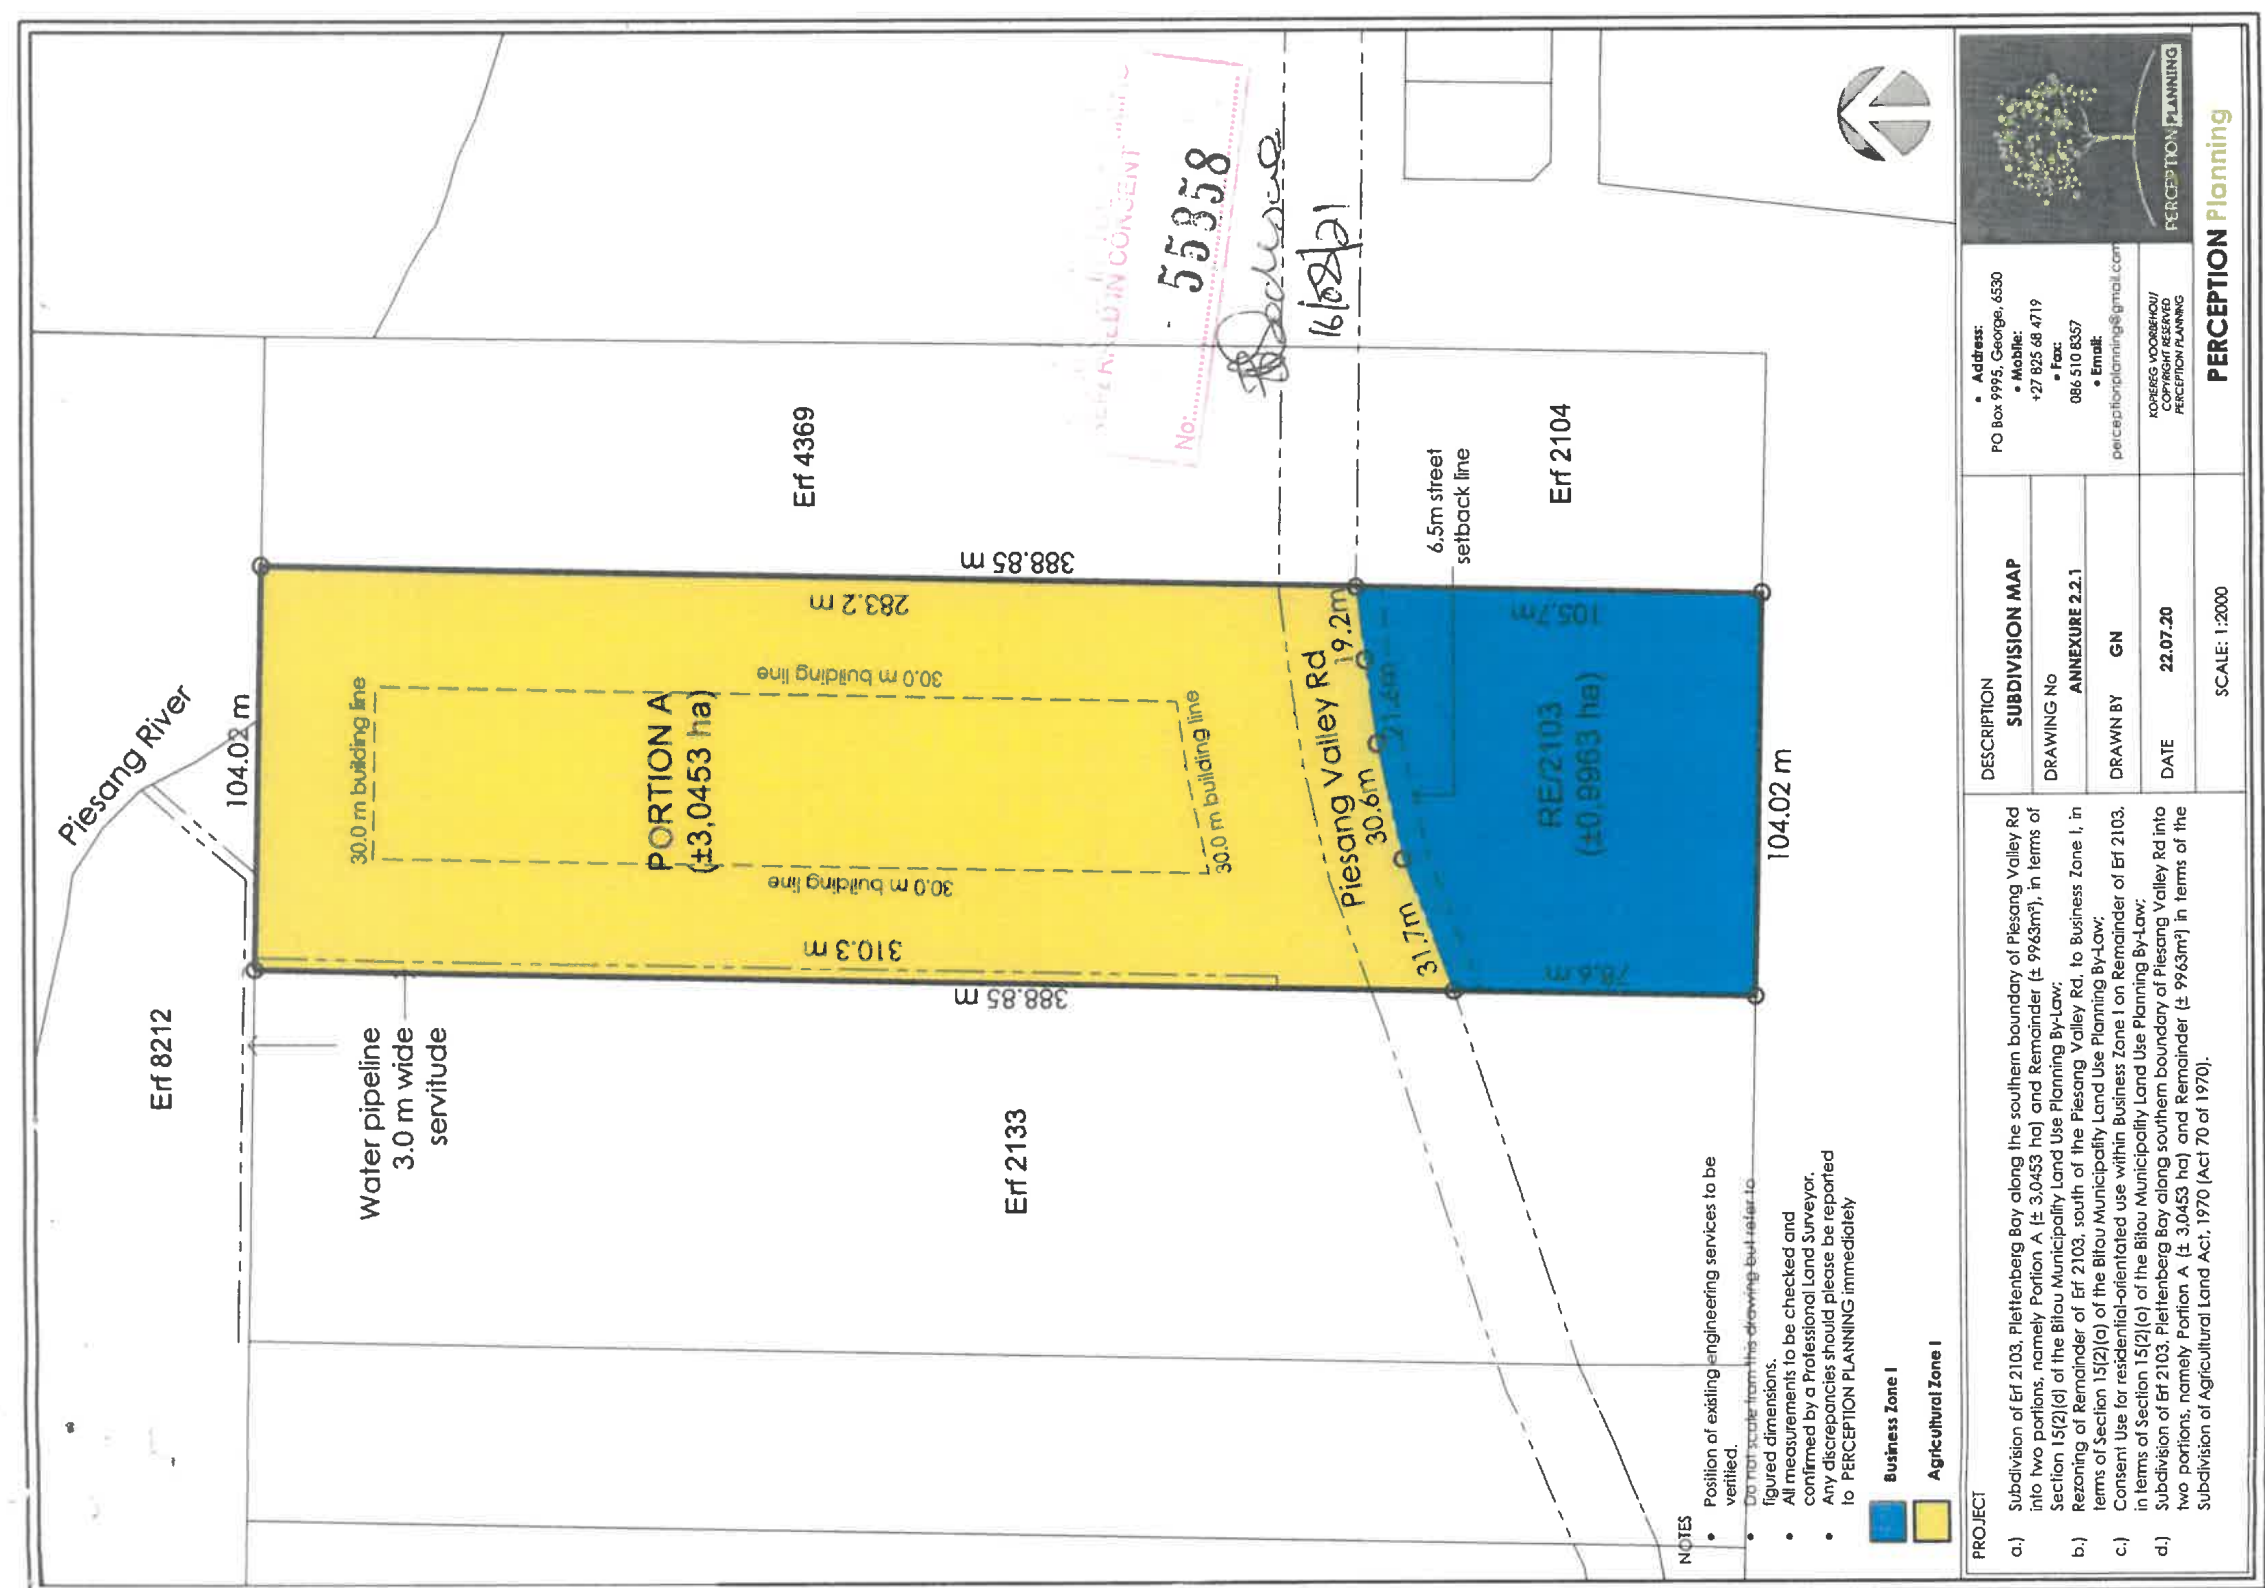 Piesang River
104.02 m
Erf 8212
Water pipeline
3.0 m wide
servitude
30.0 m building line
30.0 m building line
30.0 m building line
30.0 m building line
PORTION A
(±3,0453 ha)
310.3 m
388.85 m
283.2 m
388.85 m
Erf 4369
Erf 2133
Piesang Valley Rd
31.7m
30.6m
21.6m
19.2m
6,5m street
setback line
Erf 2104
RE/2103
(±0,9963 ha)
78.6 m
105.7m
104.02 m
No:
55358
16/08/21
NOTES
• Position of existing engineering services to be
verified.
• Do not scale from this drawing but refer to
figured dimensions.
• All measurements to be checked and
confirmed by a Professional Land Surveyor.
• Any discrepancies should please be reported
to PERCEPTION PLANNING immediately
Business Zone I
Agricultural Zone I
PROJECT
a.) Subdivision of Erf 2103, Plettenberg Bay along the southern boundary of Piesang Valley Rd
into two portions, namely Portion A (± 3,0453 ha) and Remainder (± 9963m²), in terms of
Section 15(2)(d) of the Bitou Municipality Land Use Planning By-Law;
b.) Rezoning of Remainder of Erf 2103, south of the Piesang Valley Rd, to Business Zone I, in
terms of Section 15(2)(a) of the Bitou Municipality Land Use Planning By-Law;
c.) Consent Use for residential-orientated use within Business Zone I on Remainder of Erf 2103,
in terms of Section 15(2)(o) of the Bitou Municipality Land Use Planning By-Law;
d.) Subdivision of Erf 2103, Plettenberg Bay along southern boundary of Piesang Valley Rd into
two portions, namely Portion A (± 3,0453 ha) and Remainder (± 9963m²) in terms of the
Subdivision of Agricultural Land Act, 1970 (Act 70 of 1970).
DESCRIPTION
SUBDIVISION MAP
DRAWING No
ANNEXURE 2.2.1
DRAWN BY GN
DATE 22.07.20
SCALE: 1:2000
• Address:
PO Box 9995, George, 6530
• Mobile:
+27 825 68 4719
• Fax:
086 510 8357
• Email:
perceptionplanning@gmail.com
KOPIEREG VOORBEHOU/
COPYRIGHT RESERVED
PERCEPTION PLANNING
PERCEPTION PLANNING
PERCEPTION Planning